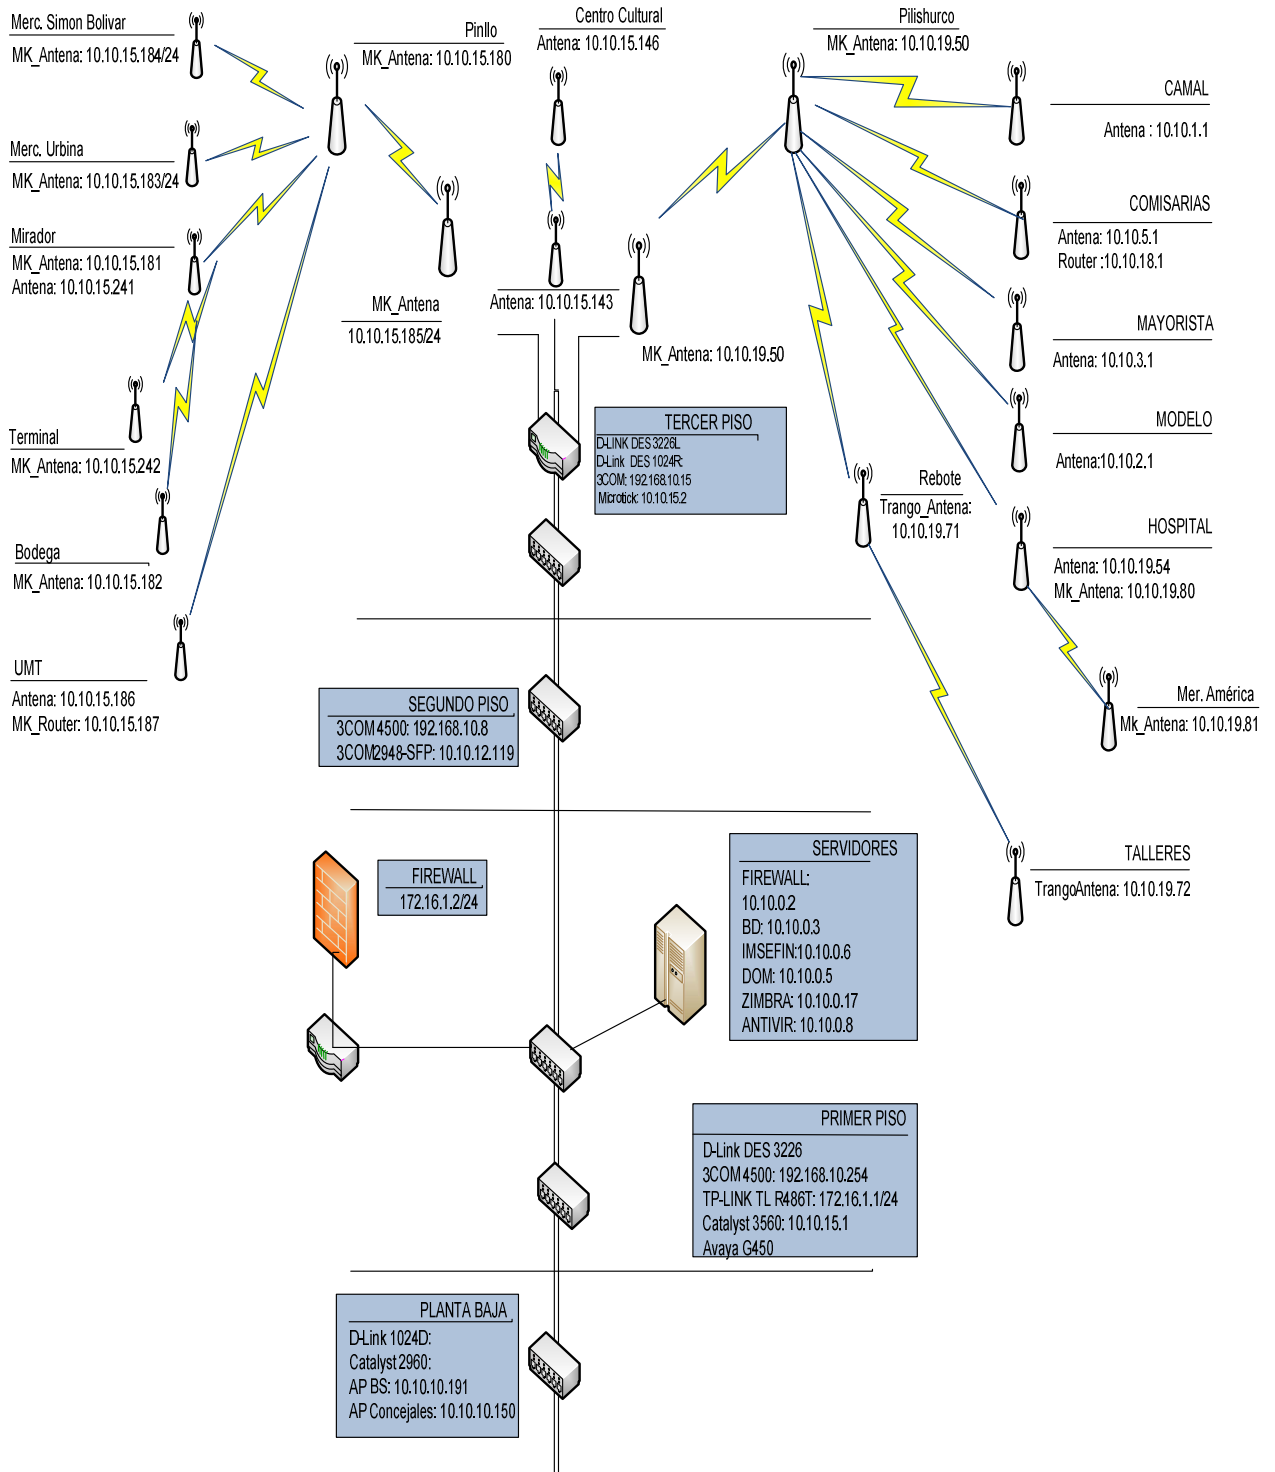 Merc. Simon Bolivar
MK_Antena: 10.10.15.184/24
Pinllo
MK_Antena: 10.10.15.180
Centro Cultural
Antena: 10.10.15.146
Pilishurco
MK_Antena: 10.10.19.50
CAMAL
Antena : 10.10.1.1
Merc. Urbina
MK_Antena: 10.10.15.183/24
COMISARIAS
Antena: 10.10.5.1
Router :10.10.18.1
Mirador
MK_Antena: 10.10.15.181
Antena: 10.10.15.241
MK_Antena
10.10.15.185/24
Antena: 10.10.15.143
MK_Antena: 10.10.19.50
MAYORISTA
Antena: 10.10.3.1
Terminal
MK_Antena: 10.10.15.242
TERCER PISO
D-LINK DES 3226L
D-Link DES 1024R:
3COM: 192.168.10.15
Microtick: 10.10.15.2
MODELO
Antena:10.10.2.1
Rebote
Trango_Antena:
10.10.19.71
HOSPITAL
Antena: 10.10.19.54
Mk_Antena: 10.10.19.80
Bodega
MK_Antena: 10.10.15.182
UMT
Antena: 10.10.15.186
MK_Router: 10.10.15.187
SEGUNDO PISO
3COM 4500: 192.168.10.8
3COM2948-SFP: 10.10.12.119
Mer. América
Mk_Antena: 10.10.19.81
FIREWALL
172.16.1.2/24
SERVIDORES
FIREWALL:
10.10.0.2
BD: 10.10.0.3
IMSEFIN:10.10.0.6
DOM: 10.10.0.5
ZIMBRA: 10.10.0.17
ANTIVIR: 10.10.0.8
TALLERES
TrangoAntena: 10.10.19.72
PRIMER PISO
D-Link DES 3226
3COM 4500: 192.168.10.254
TP-LINK TL R486T: 172.16.1.1/24
Catalyst 3560: 10.10.15.1
Avaya G450
PLANTA BAJA
D-Link 1024D:
Catalyst 2960:
AP BS: 10.10.10.191
AP Concejales: 10.10.10.150